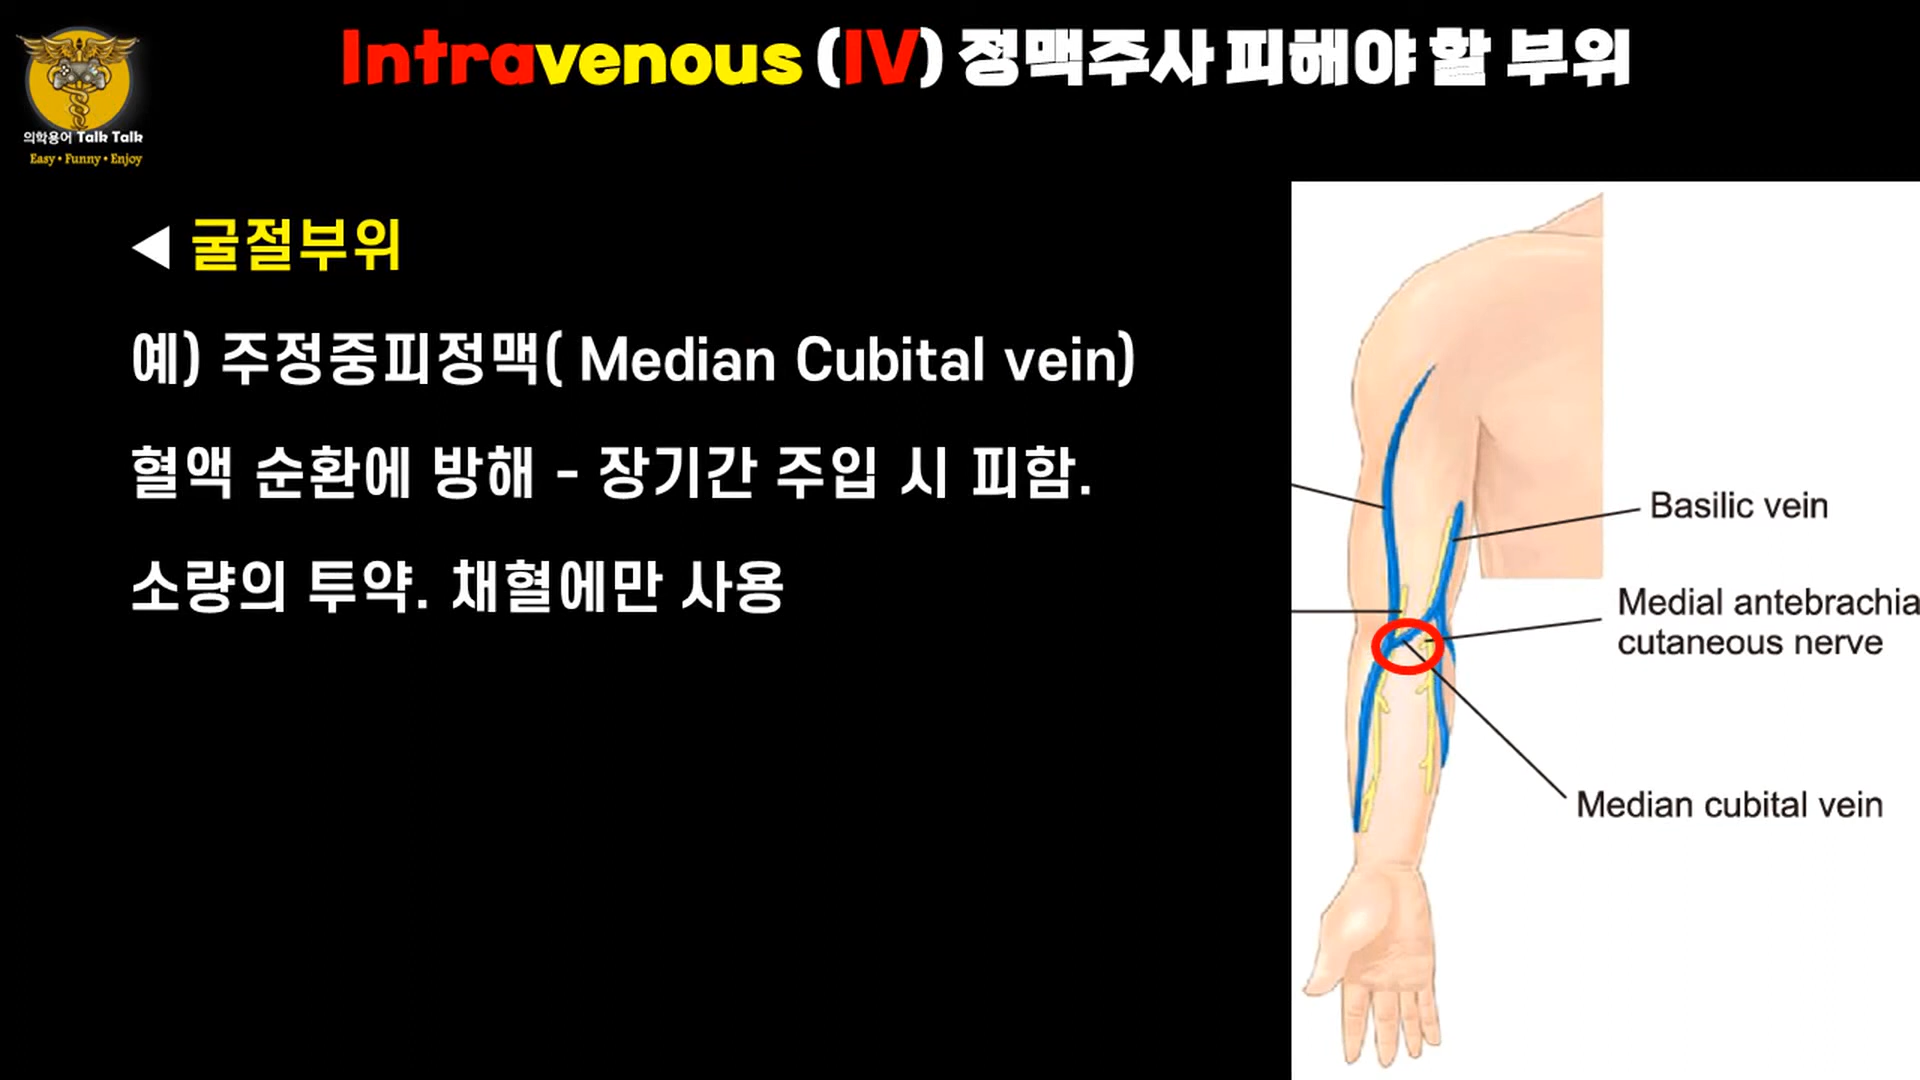 Intravenous (IV) 정맥주사 피해야 할 부위
의학용어 Talk Talk
Easy • Funny • Enjoy
◀ 굴절부위
예) 주정중피정맥( Median Cubital vein)
혈액 순환에 방해 - 장기간 주입 시 피함.
소량의 투약. 채혈에만 사용
Basilic vein
Medial antebrachia
cutaneous nerve
Median cubital vein